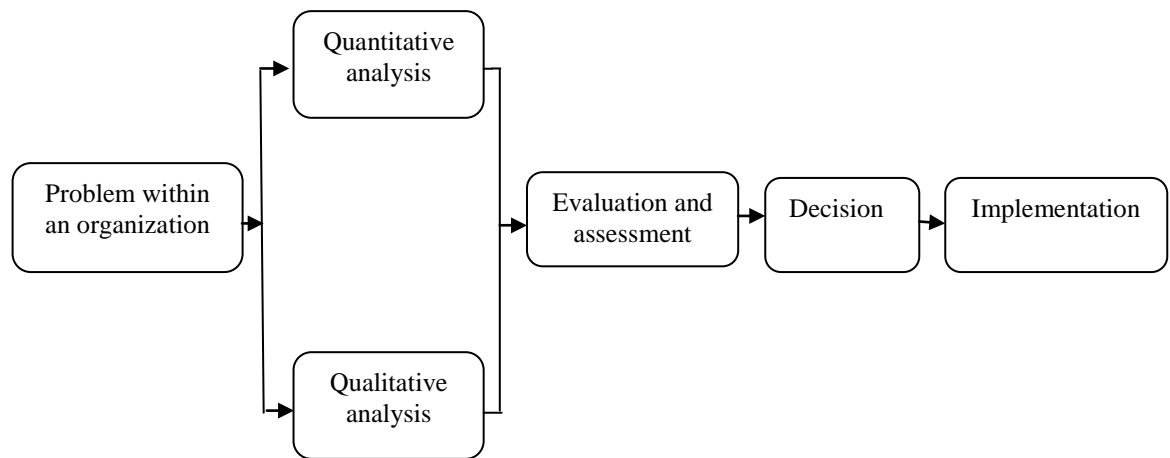 Quantitative
analysis
Problem within
an organization
Evaluation and
assessment
Decision
Implementation
Qualitative
analysis